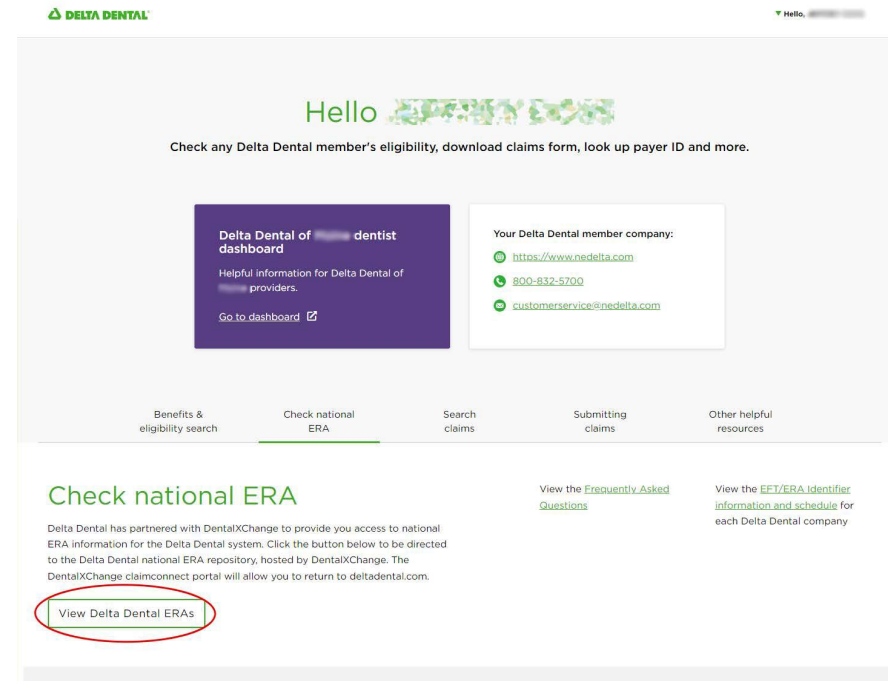 DELTA DENTAL
Hello,
Hello
Check any Delta Dental member's eligibility, download claims form, look up payer ID and more.
Delta Dental of dentist
dashboard
Helpful information for Delta Dental of
providers.
Go to dashboard
Your Delta Dental member company:
https://www.nedelta.com
800-832-5700
customerservice@nedelta.com
Benefits &
eligibility search
Check national
ERA
Search
claims
Submitting
claims
Other helpful
resources
Check national ERA
Delta Dental has partnered with DentalXChange to provide you access to national
ERA information for the Delta Dental system. Click the button below to be directed
to the Delta Dental national ERA repository, hosted by DentalXChange. The
DentalXChange claimconnect portal will allow you to return to deltadental.com.
View Delta Dental ERAs
View the Frequently Asked
Questions
View the EFT/ERA Identifier
information and schedule for
each Delta Dental company